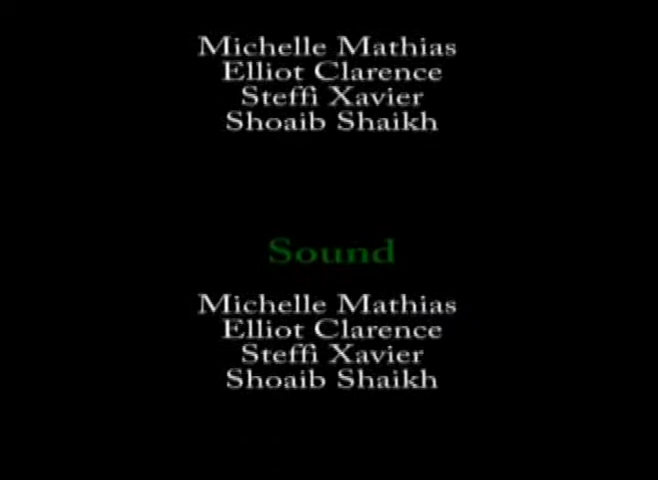 Michelle Mathias
Elliot Clarence
Steffi Xavier
Shoaib Shaikh
Sound
Michelle Mathias
Elliot Clarence
Steffi Xavier
Shoaib Shaikh